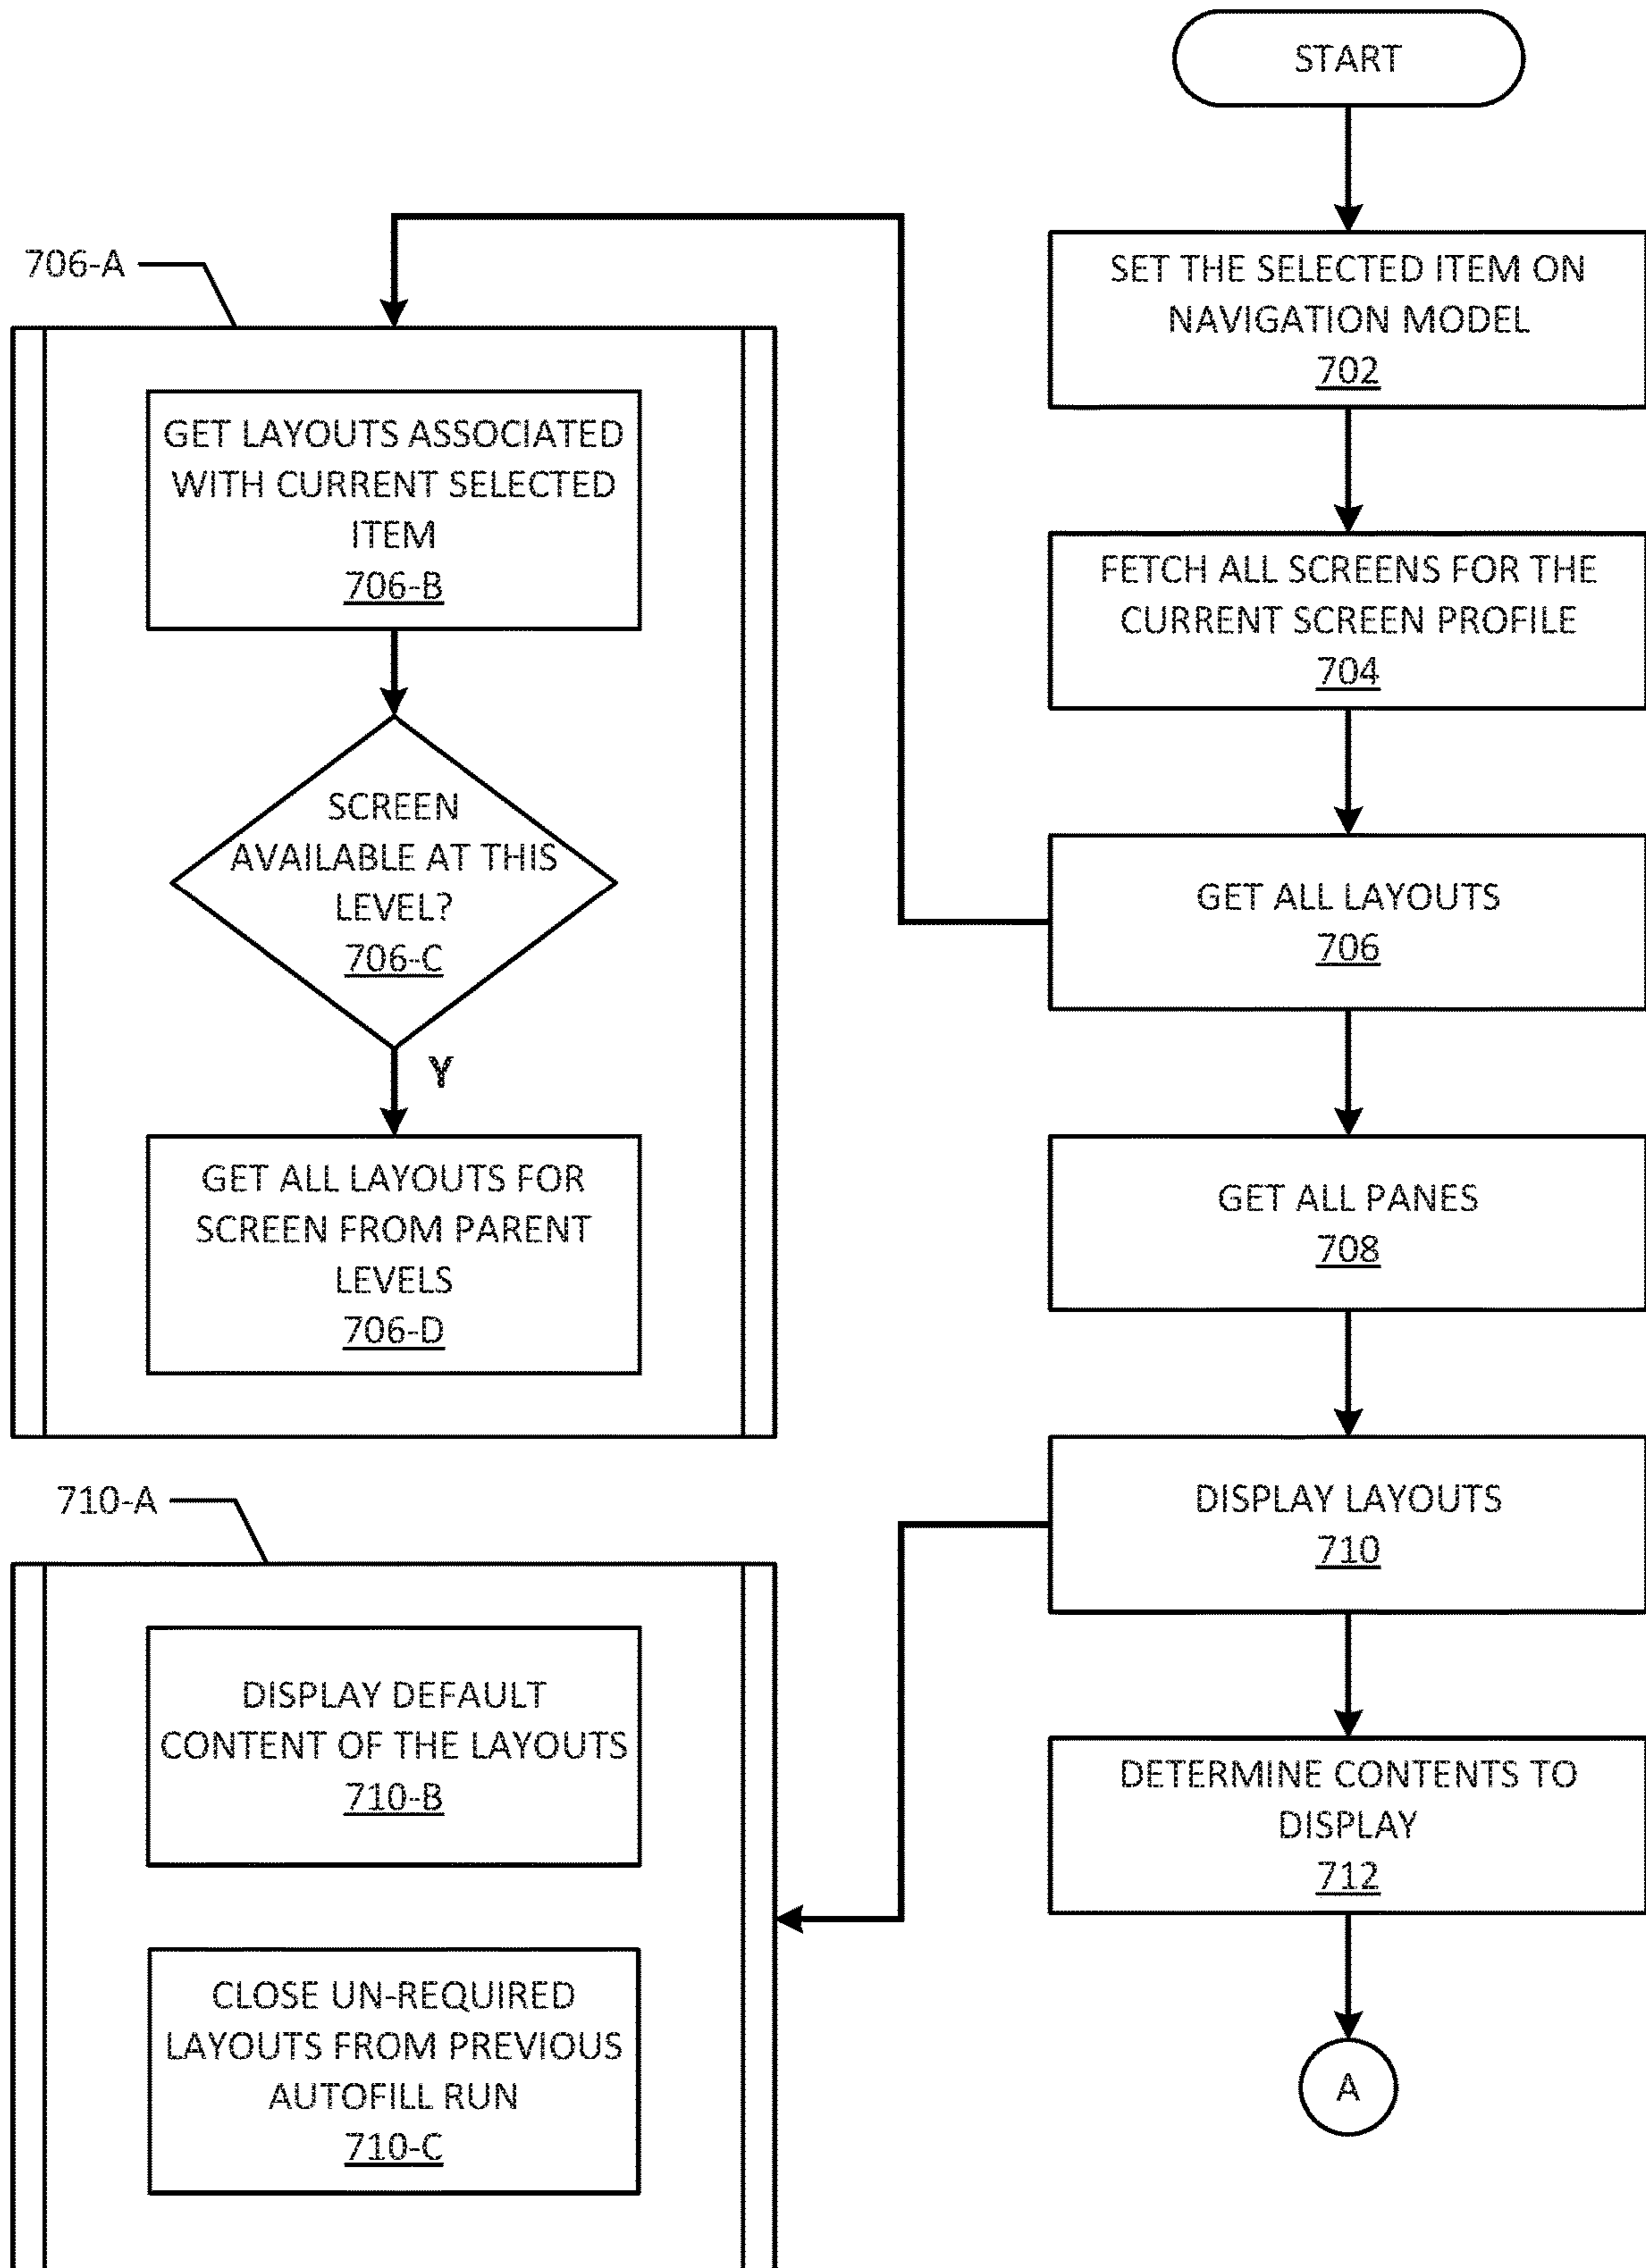 START
SET THE SELECTED ITEM ON
NAVIGATION MODEL
702
FETCH ALL SCREENS FOR THE
CURRENT SCREEN PROFILE
704
GET ALL LAYOUTS
706
706-A
GET LAYOUTS ASSOCIATED
WITH CURRENT SELECTED
ITEM
706-B
SCREEN
AVAILABLE AT THIS
LEVEL?
706-C
Y
GET ALL LAYOUTS FOR
SCREEN FROM PARENT
LEVELS
706-D
GET ALL PANES
708
DISPLAY LAYOUTS
710
710-A
DISPLAY DEFAULT
CONTENT OF THE LAYOUTS
710-B
CLOSE UN-REQUIRED
LAYOUTS FROM PREVIOUS
AUTOFILL RUN
710-C
DETERMINE CONTENTS TO
DISPLAY
712
A